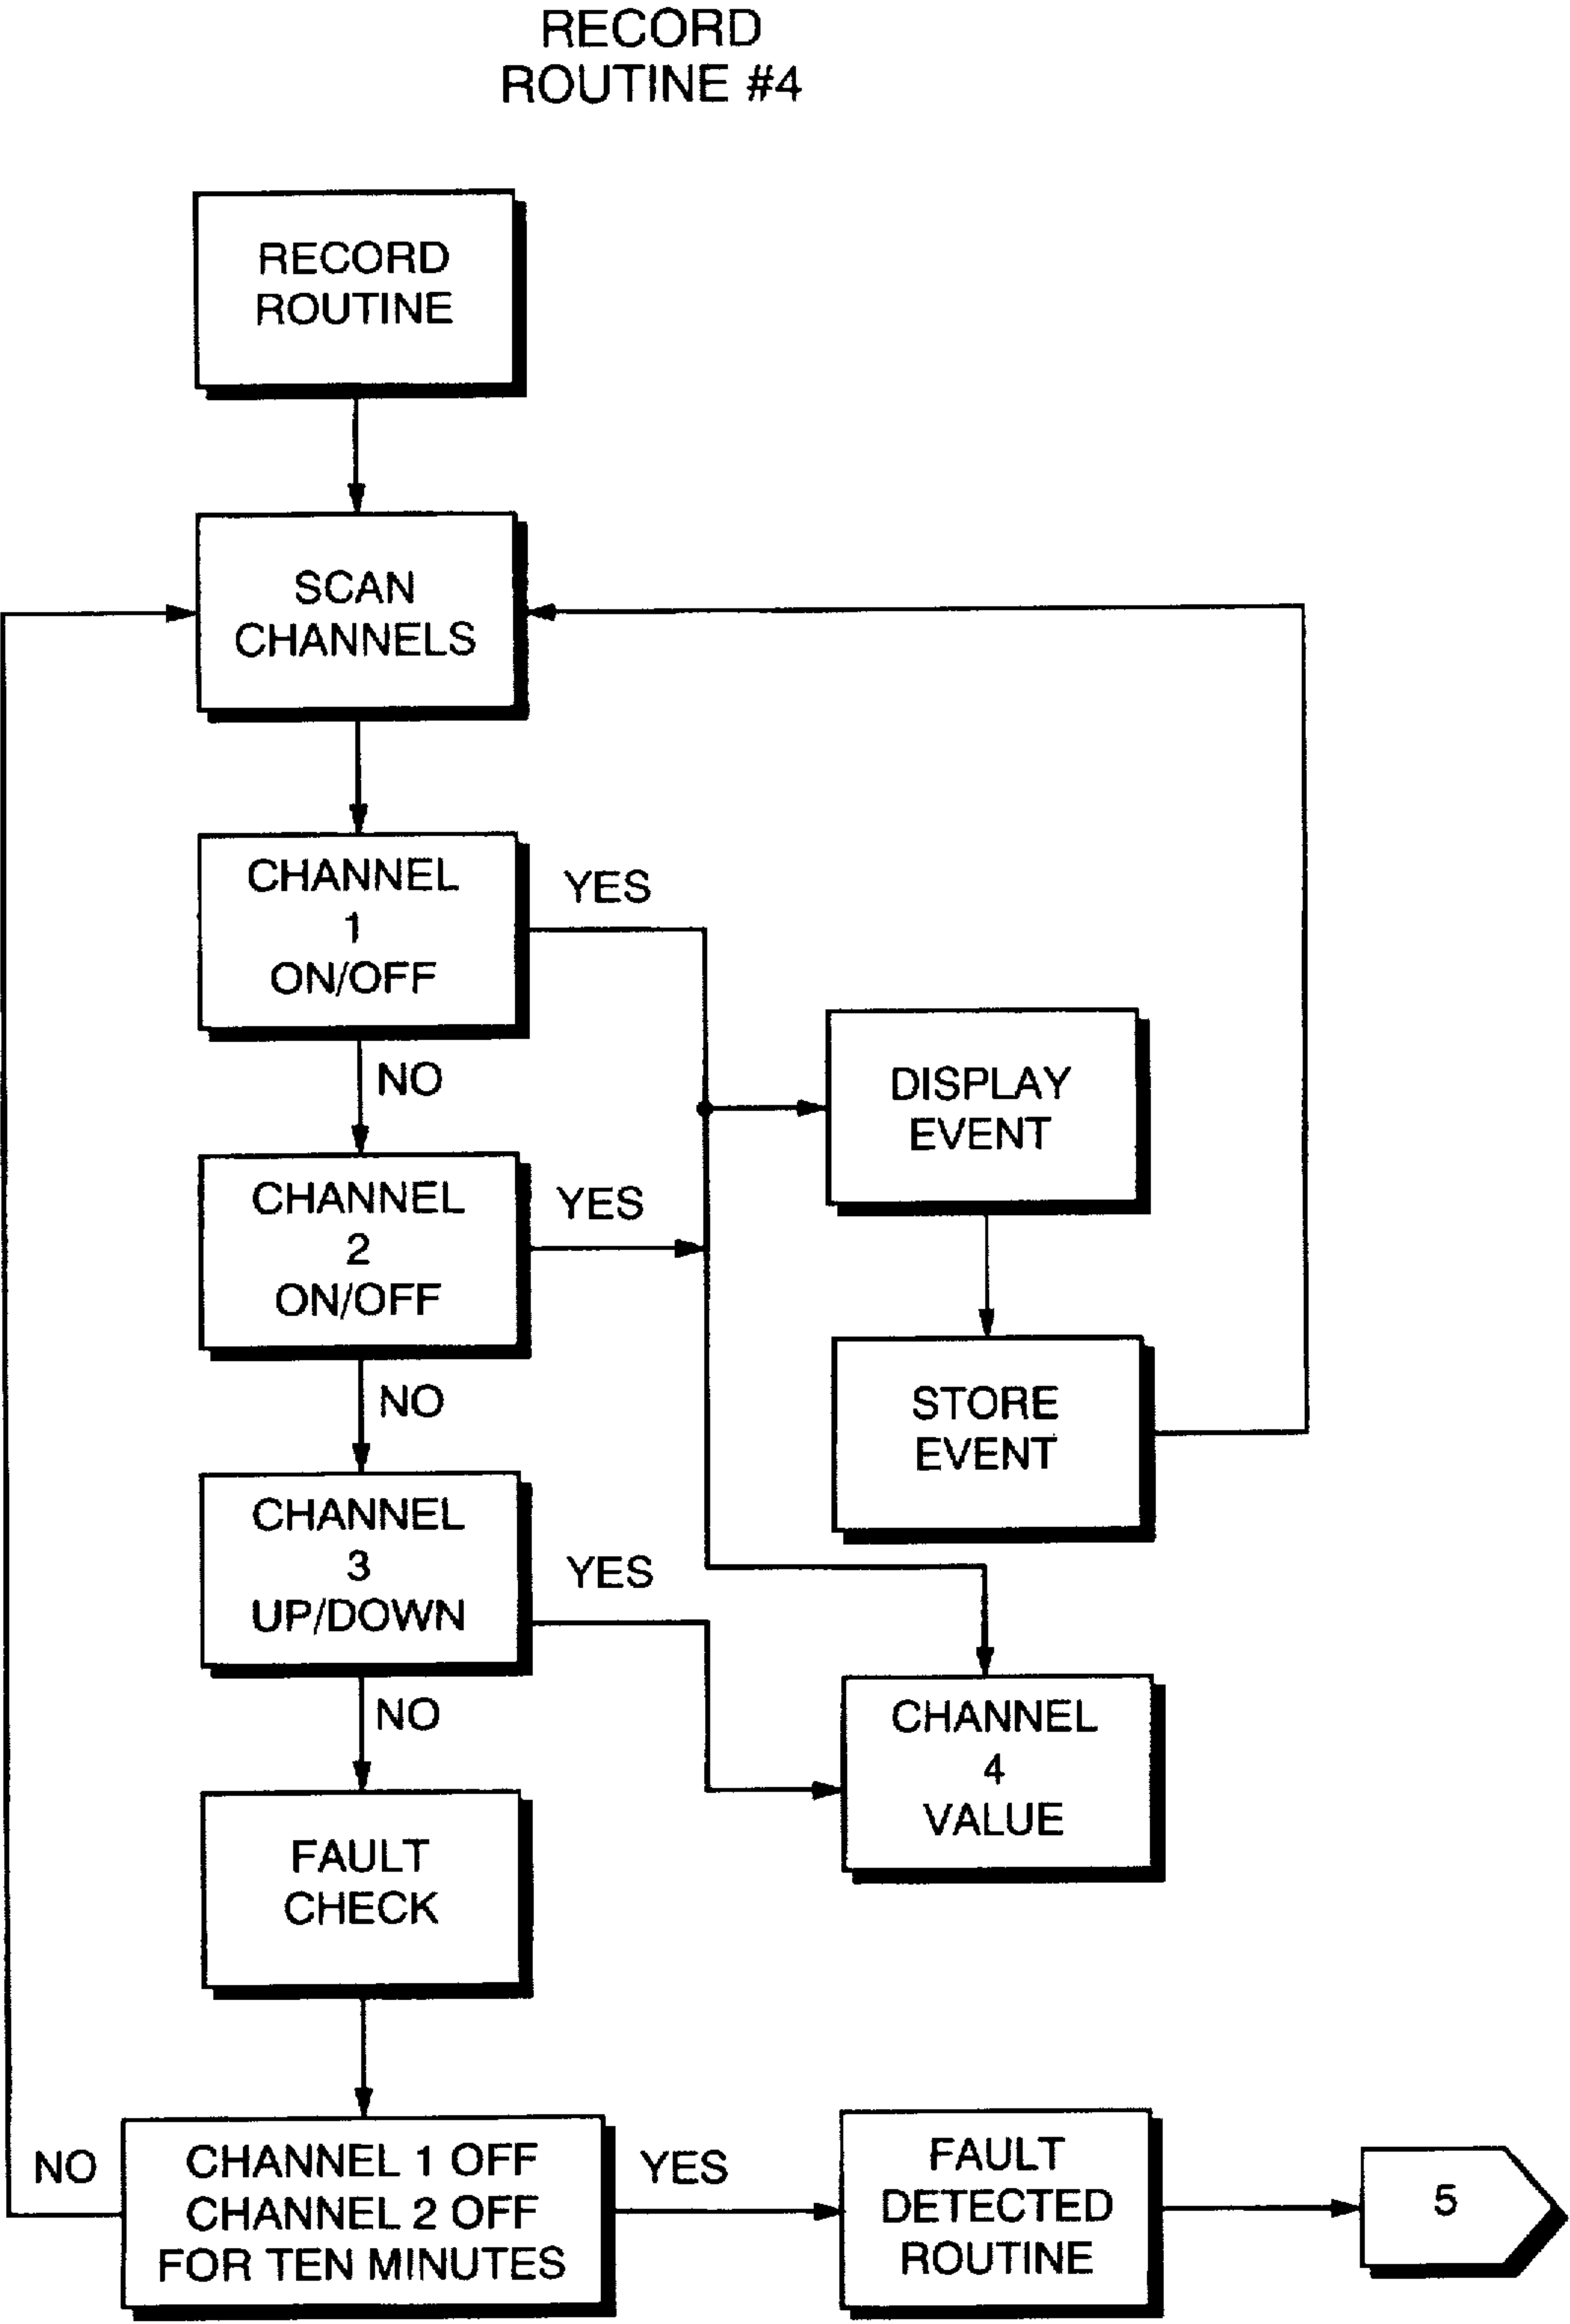 RECORD
ROUTINE #4
RECORD
ROUTINE
SCAN
CHANNELS
CHANNEL
1
ON/OFF
YES
NO
DISPLAY
EVENT
CHANNEL
2
ON/OFF
YES
NO
STORE
EVENT
CHANNEL
3
UP/DOWN
YES
NO
CHANNEL
4
VALUE
FAULT
CHECK
NO
CHANNEL 1 OFF
CHANNEL 2 OFF
FOR TEN MINUTES
YES
FAULT
DETECTED
ROUTINE
5